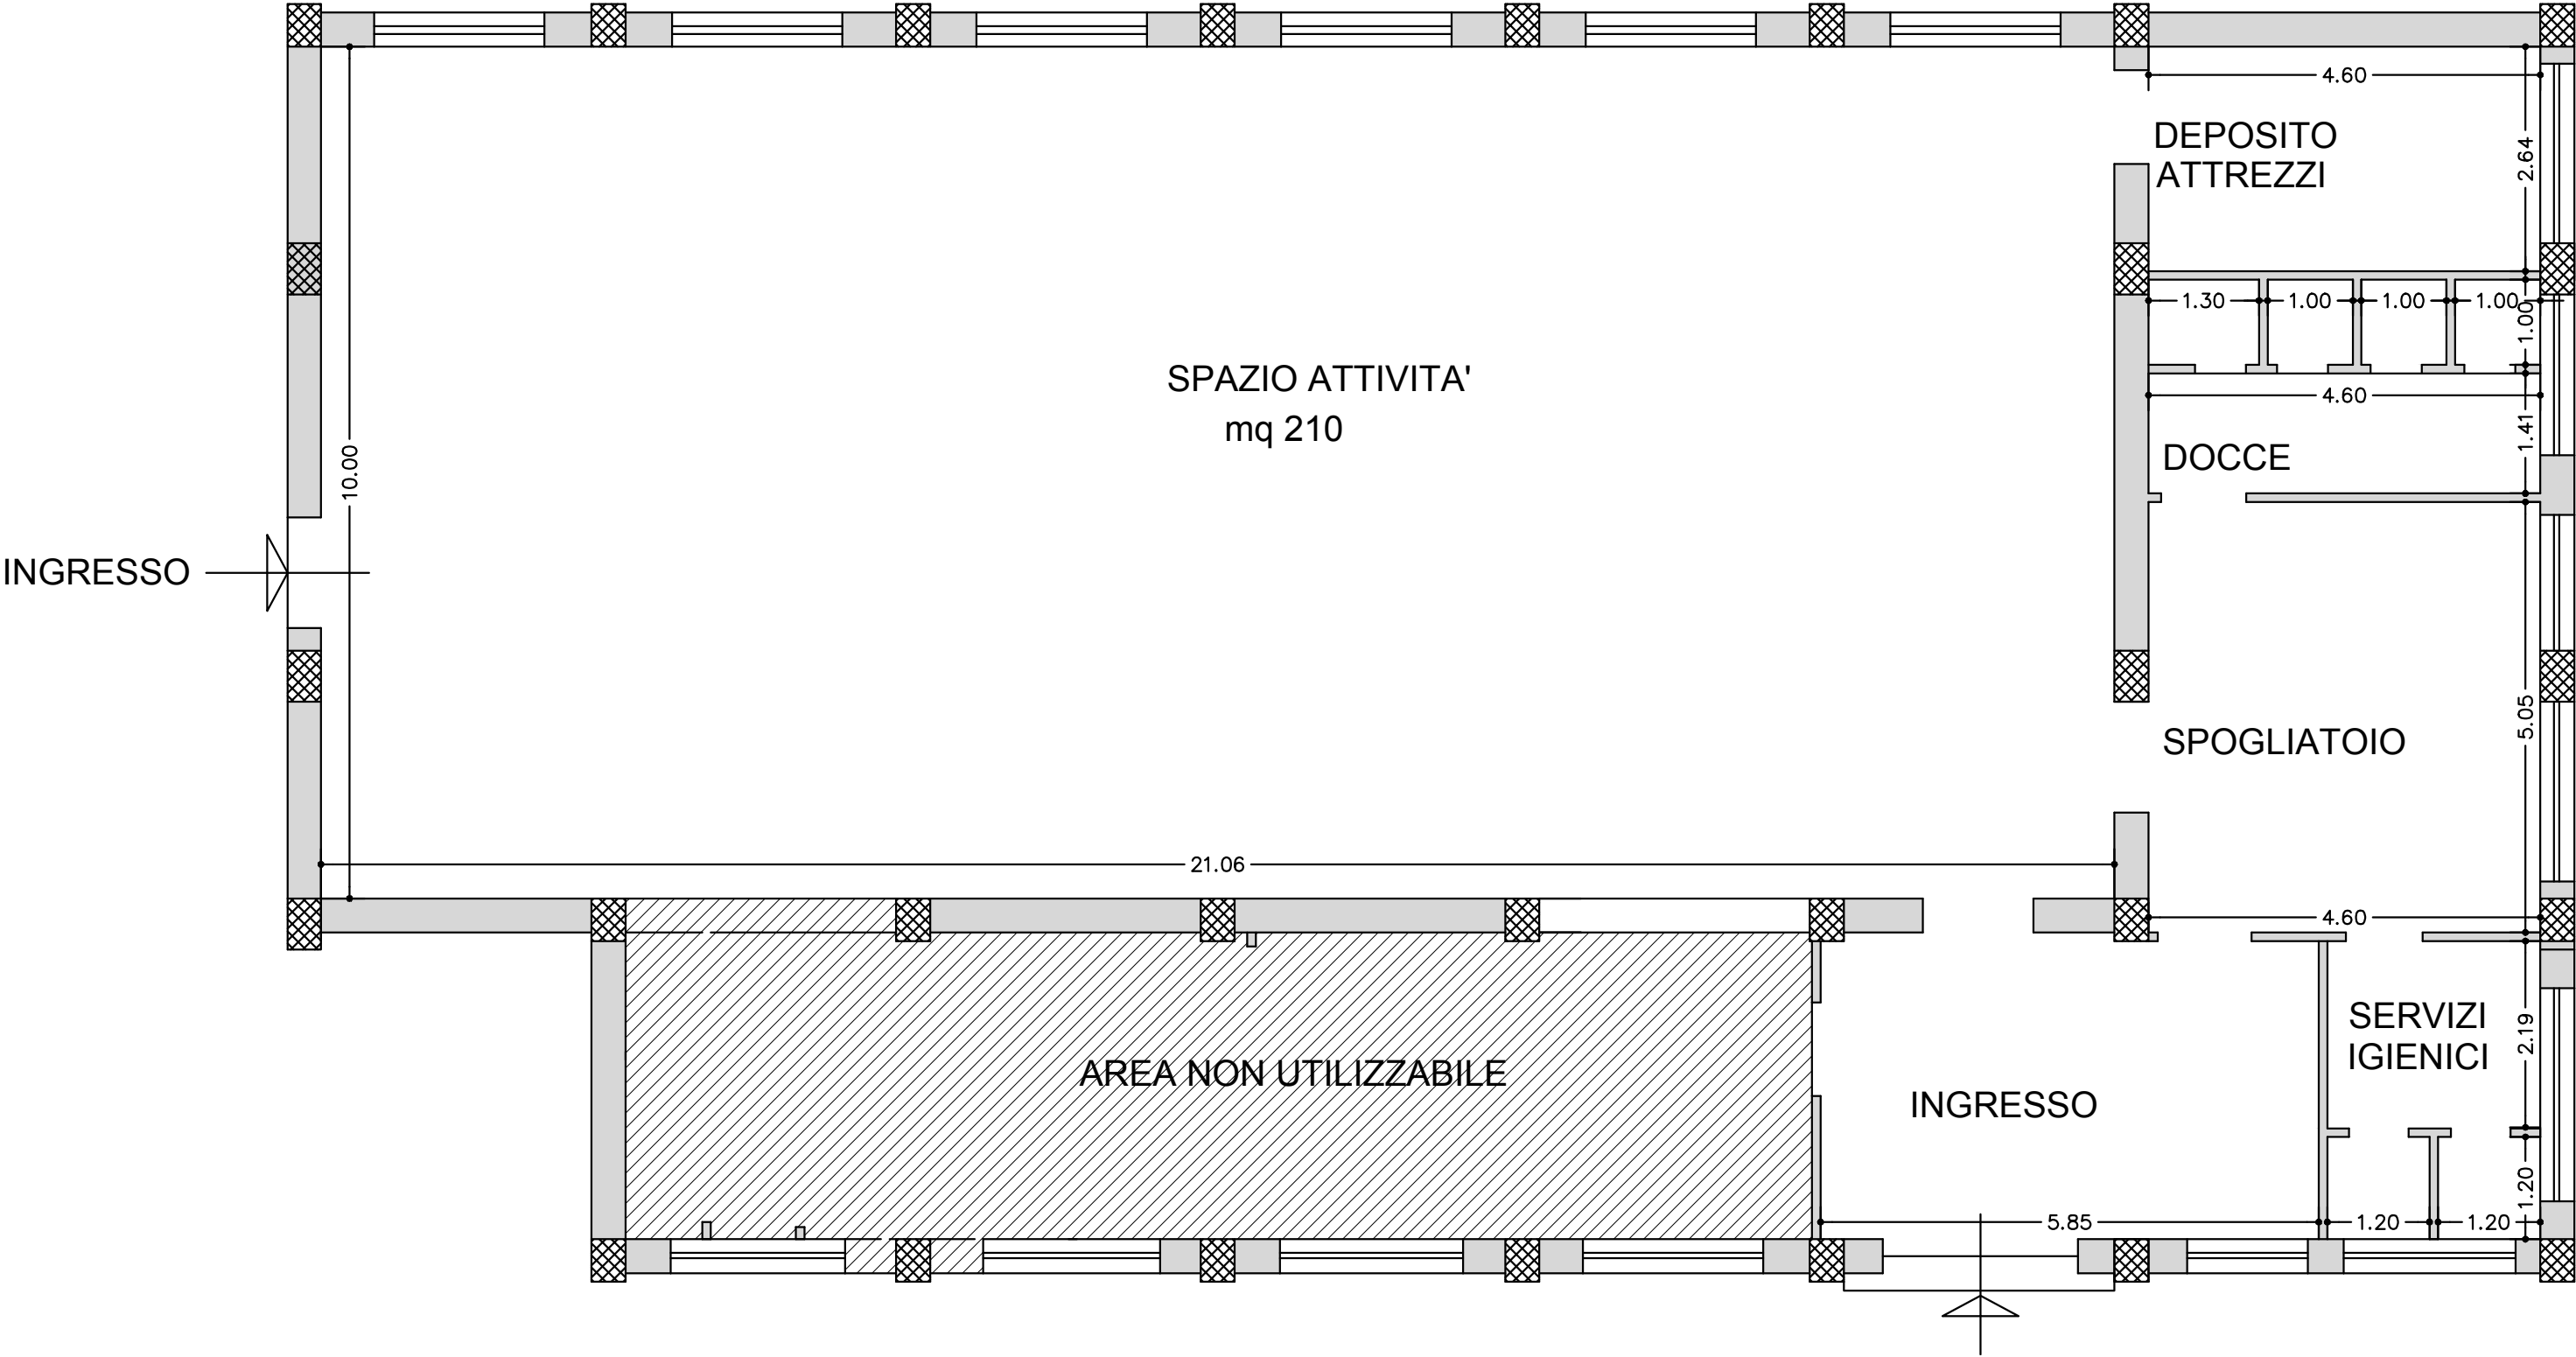 4.60
DEPOSITO
ATTREZZI
2.64
1.30
1.00
1.00
1.00
1.00
SPAZIO ATTIVITA'
mq 210
4.60
1.41
DOCCE
10.00
INGRESSO
5.05
SPOGLIATOIO
21.06
4.60
SERVIZI
IGIENICI
2.19
AREA NON UTILIZZABILE
INGRESSO
1.20
5.85
1.20
1.20